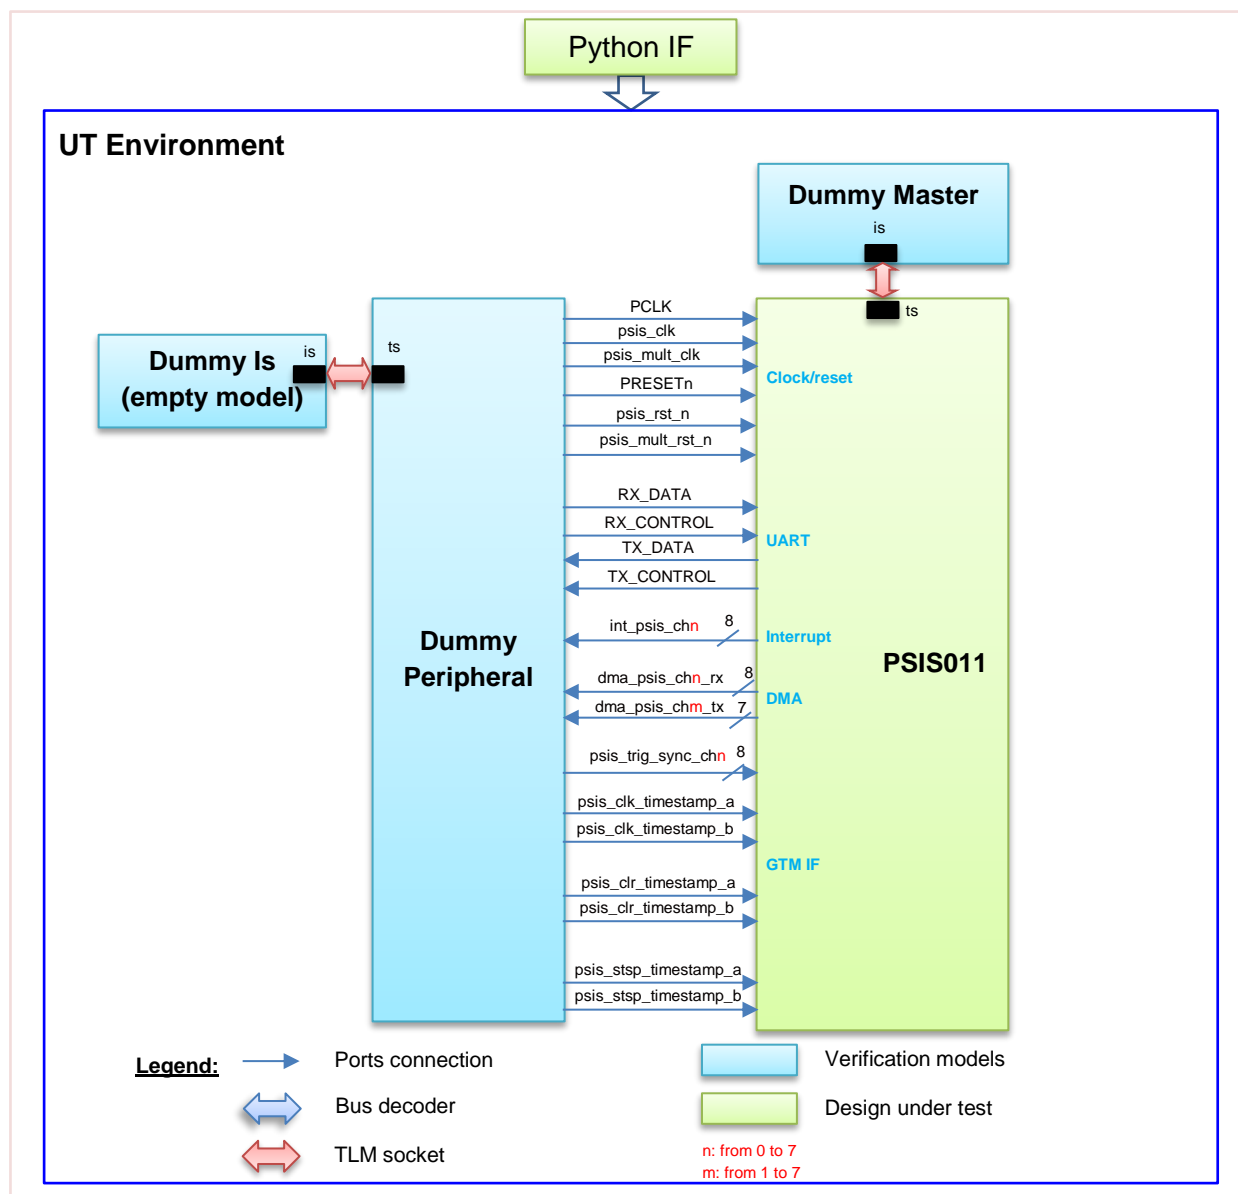 Python IF
UT Environment
Dummy Master
is
ts
Dummy Is
(empty model)
is
ts
PCLK
psis_clk
psis_mult_clk
PRESETn
psis_rst_n
psis_mult_rst_n
Clock/reset
RX_DATA
RX_CONTROL
TX_DATA
TX_CONTROL
UART
int_psis_chn 8
Interrupt
Dummy
Peripheral
PSIS011
dma_psis_chn_rx 8
dma_psis_chm_tx 7
DMA
psis_trig_sync_chn 8
psis_clk_timestamp_a
psis_clk_timestamp_b
GTM IF
psis_clr_timestamp_a
psis_clr_timestamp_b
psis_stsp_timestamp_a
psis_stsp_timestamp_b
Legend:
Ports connection
Bus decoder
TLM socket
Verification models
Design under test
n: from 0 to 7
m: from 1 to 7